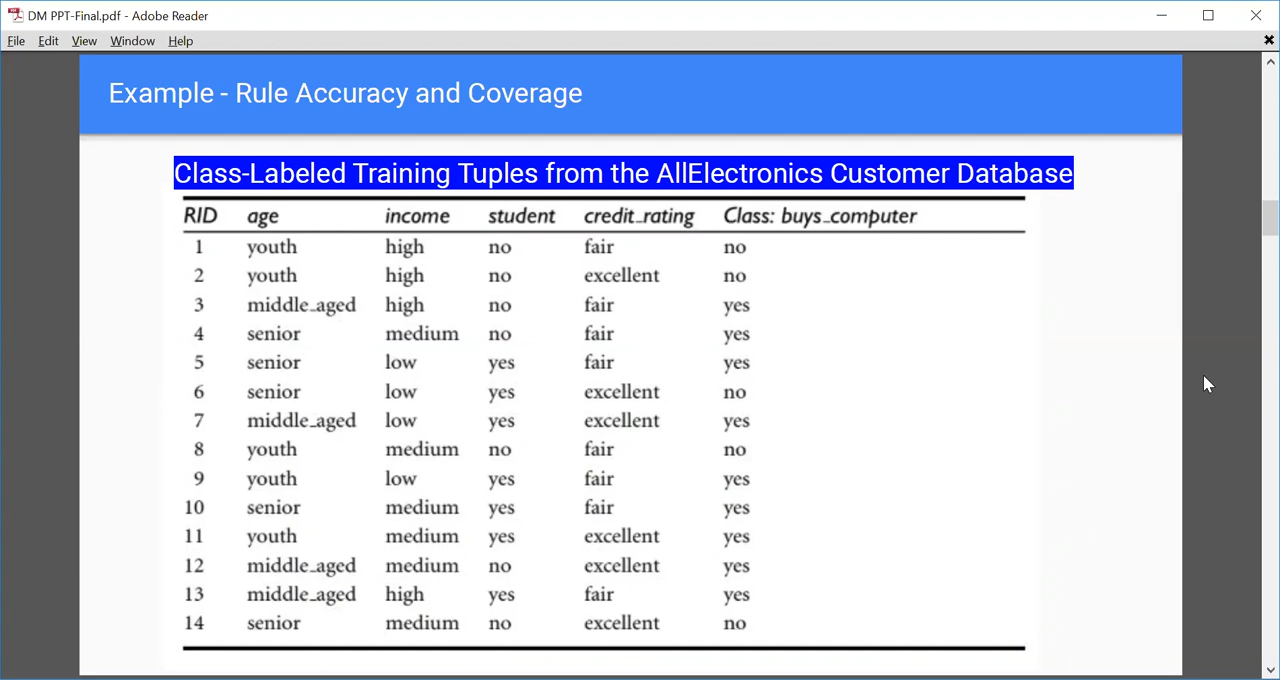 DM PPT-Final.pdf - Adobe Reader
File Edit View Window Help
Example - Rule Accuracy and Coverage
Class-Labeled Training Tuples from the AllElectronics Customer Database
RID age income student credit_rating Class: buys_computer
1 youth high no fair no
2 youth high no excellent no
3 middle_aged high no fair yes
4 senior medium no fair yes
5 senior low yes fair yes
6 senior low yes excellent no
7 middle_aged low yes excellent yes
8 youth medium no fair no
9 youth low yes fair yes
10 senior medium yes fair yes
11 youth medium yes excellent yes
12 middle_aged medium no excellent yes
13 middle_aged high yes fair yes
14 senior medium no excellent no